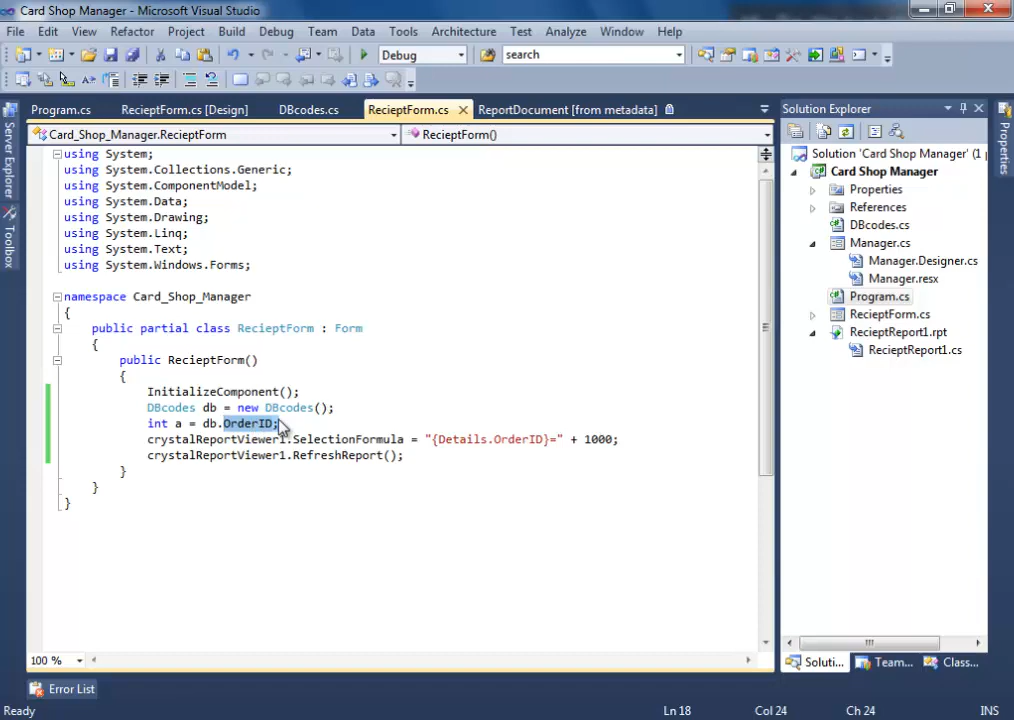 Card Shop Manager - Microsoft Visual Studio
File Edit View Refactor Project Build Debug Team Data Tools Architecture Test Analyze Window Help
Debug search
Program.cs RecieptForm.cs [Design] DBcodes.cs RecieptForm.cs ReportDocument [from metadata]
Card_Shop_Manager.RecieptForm RecieptForm()
using System;
using System.Collections.Generic;
using System.ComponentModel;
using System.Data;
using System.Drawing;
using System.Linq;
using System.Text;
using System.Windows.Forms;
namespace Card_Shop_Manager
{
public partial class RecieptForm : Form
{
public RecieptForm()
{
InitializeComponent();
DBcodes db = new DBcodes();
int a = db.OrderID;
crystalReportViewer1.SelectionFormula = "{Details.OrderID}=" + 1000;
crystalReportViewer1.RefreshReport();
}
}
}
100 %
Error List
Ready Ln 18 Col 24 Ch 24 INS
Server Explorer
Toolbox
Solution Explorer
Solution 'Card Shop Manager' (1 p
Card Shop Manager
Properties
References
DBcodes.cs
Manager.cs
Manager.Designer.cs
Manager.resx
Program.cs
RecieptForm.cs
RecieptReport1.rpt
RecieptReport1.cs
Soluti... Team... Class...
Properties